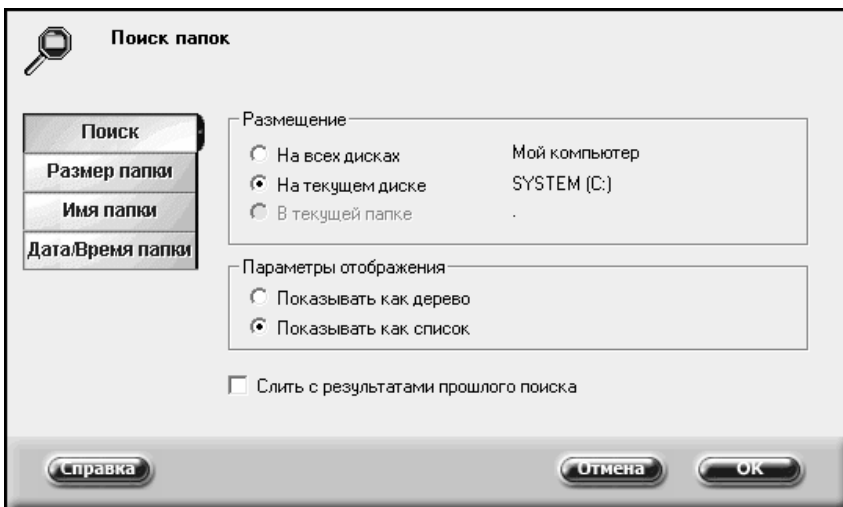 Поиск папок
Поиск
Размер папки
Имя папки
Дата/Время папки
Размещение
На всех дисках Мой компьютер
На текущем диске SYSTEM (C:)
В текущей папке .
Параметры отображения
Показывать как дерево
Показывать как список
Слить с результатами прошлого поиска
Справка Отмена OK